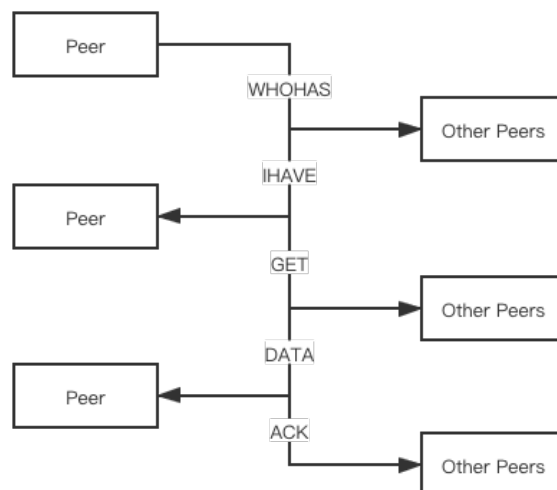 Peer
WHOHAS
Other Peers
IHAVE
Peer
GET
Other Peers
DATA
Peer
ACK
Other Peers